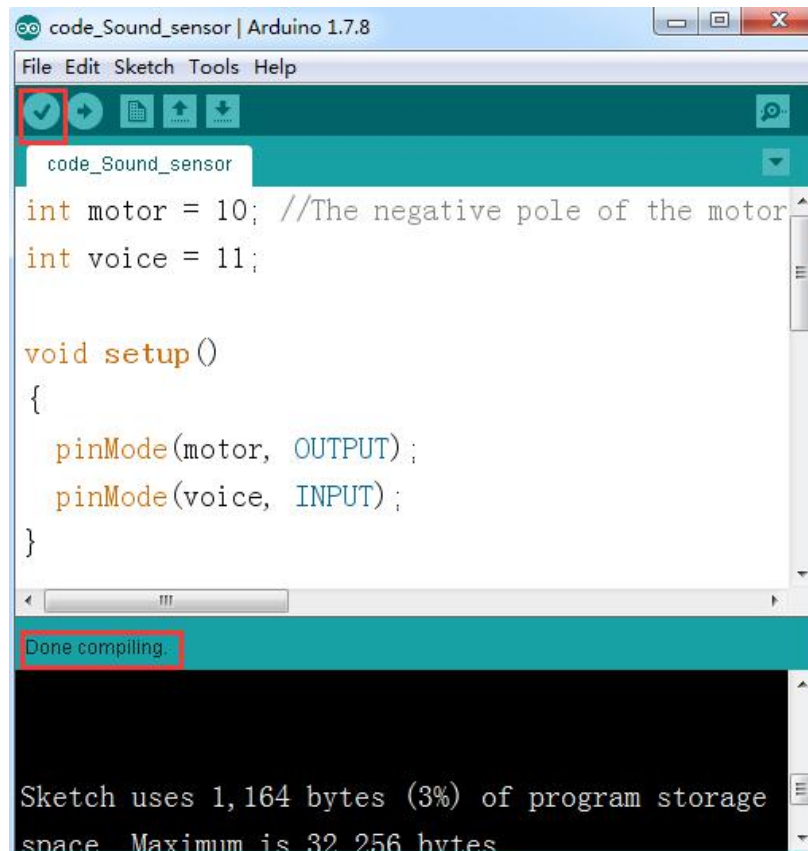 code_Sound_sensor | Arduino 1.7.8
File Edit Sketch Tools Help
code_Sound_sensor
int motor = 10; //The negative pole of the motor
int voice = 11;
void setup()
{
pinMode(motor, OUTPUT);
pinMode(voice, INPUT);
}
Done compiling.
Sketch uses 1,164 bytes (3%) of program storage
space. Maximum is 32,256 bytes